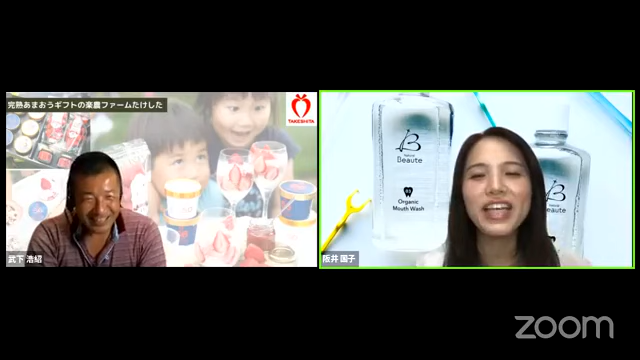 完熟あまおうギフトの楽農ファームたけした
TAKESHITA
武下 浩紹
B
Beaute
Organic
Mouth Wash
B
Beaute
阪井 國子
zoom